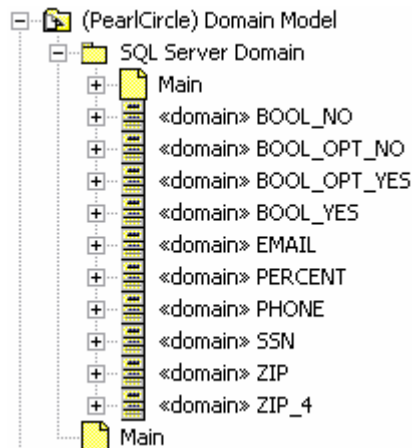 (PearlCircle) Domain Model
SQL Server Domain
Main
«domain» BOOL_NO
«domain» BOOL_OPT_NO
«domain» BOOL_OPT_YES
«domain» BOOL_YES
«domain» EMAIL
«domain» PERCENT
«domain» PHONE
«domain» SSN
«domain» ZIP
«domain» ZIP_4
Main